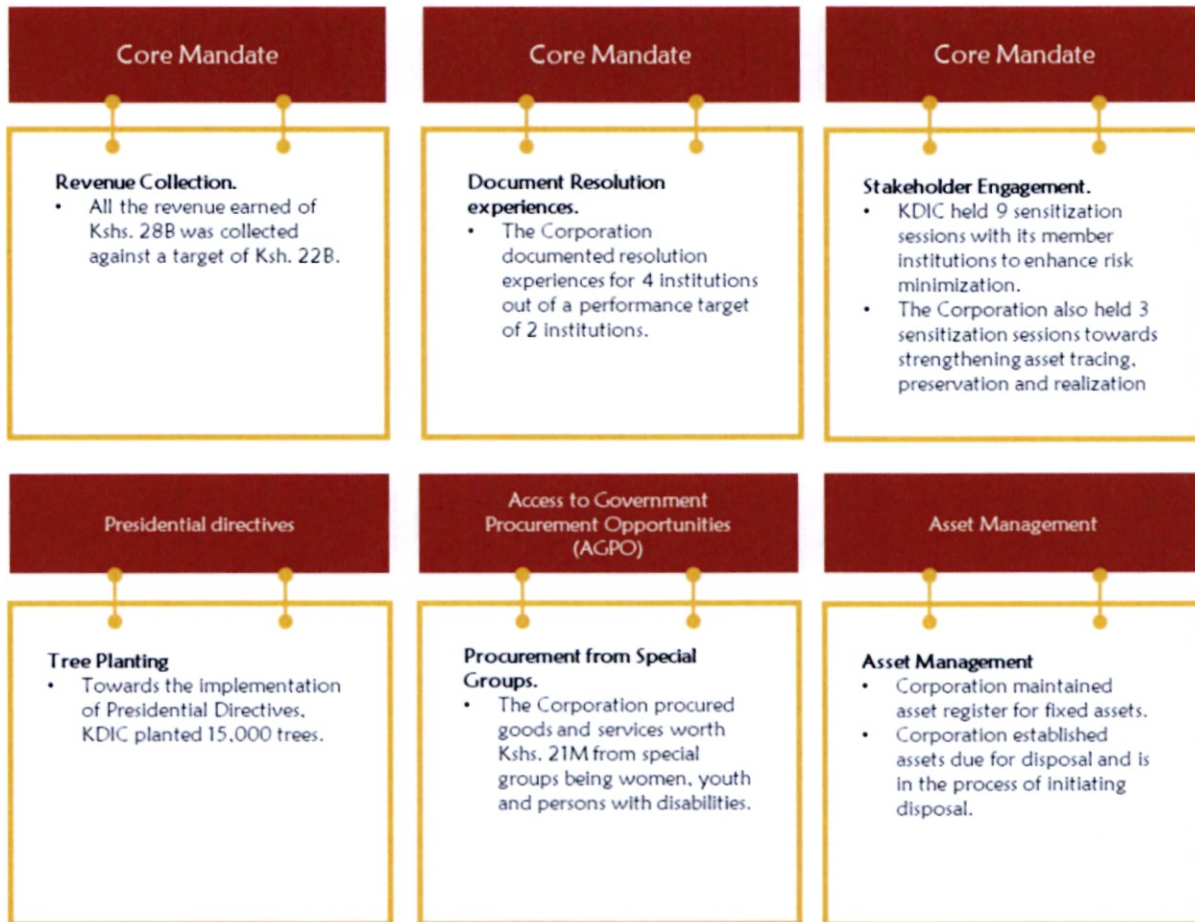 Core Mandate
Revenue Collection.
• All the revenue earned of
Kshs. 28B was collected
against a target of Ksh. 22B.
Core Mandate
Document Resolution
experiences.
• The Corporation
documented resolution
experiences for 4 institutions
out of a performance target
of 2 institutions.
Core Mandate
Stakeholder Engagement.
• KDIC held 9 sensitization
sessions with its member
institutions to enhance risk
minimization.
• The Corporation also held 3
sensitization sessions towards
strengthening asset tracing,
preservation and realization
Presidential directives
Tree Planting
• Towards the implementation
of Presidential Directives,
KDIC planted 15,000 trees.
Access to Government
Procurement Opportunities
(AGPO)
Procurement from Special
Groups.
• The Corporation procured
goods and services worth
Kshs. 21M from special
groups being women, youth
and persons with disabilities.
Asset Management
Asset Management
• Corporation maintained
asset register for fixed assets.
• Corporation established
assets due for disposal and is
in the process of initiating
disposal.